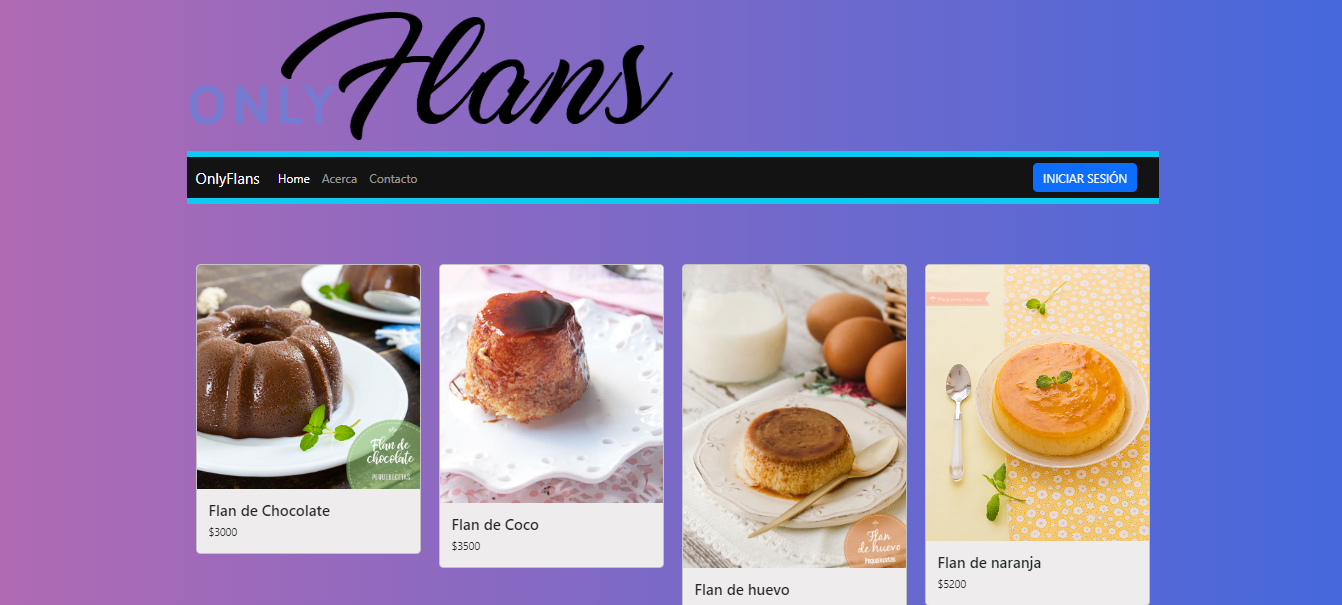 ONLY Flans
OnlyFlans Home Acerca Contacto INICIAR SESIÓN
Flan de
chocolate
PEQUERECETAS
Flan de Chocolate
$3000
Flan de Coco
$3500
Flan
de huevo
PEQUERECETAS
Flan de huevo
Flan de naranja
$5200